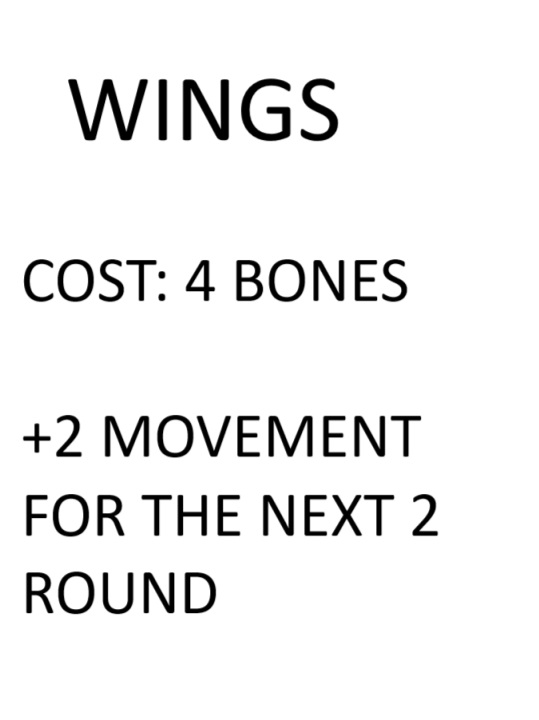 WINGS
COST: 4 BONES
+2 MOVEMENT
FOR THE NEXT 2
ROUND